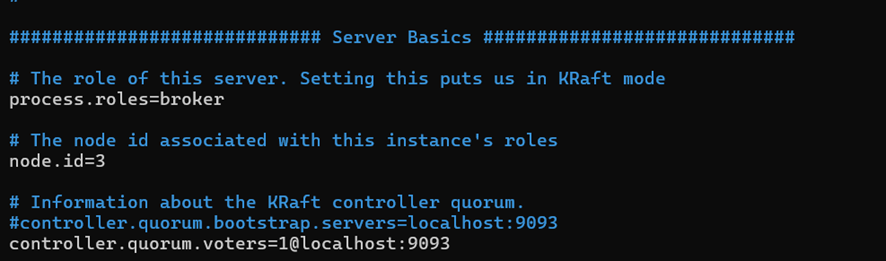 #
############################# Server Basics #############################
# The role of this server. Setting this puts us in KRaft mode
process.roles=broker
# The node id associated with this instance's roles
node.id=3
# Information about the KRaft controller quorum.
#controller.quorum.bootstrap.servers=localhost:9093
controller.quorum.voters=1@localhost:9093